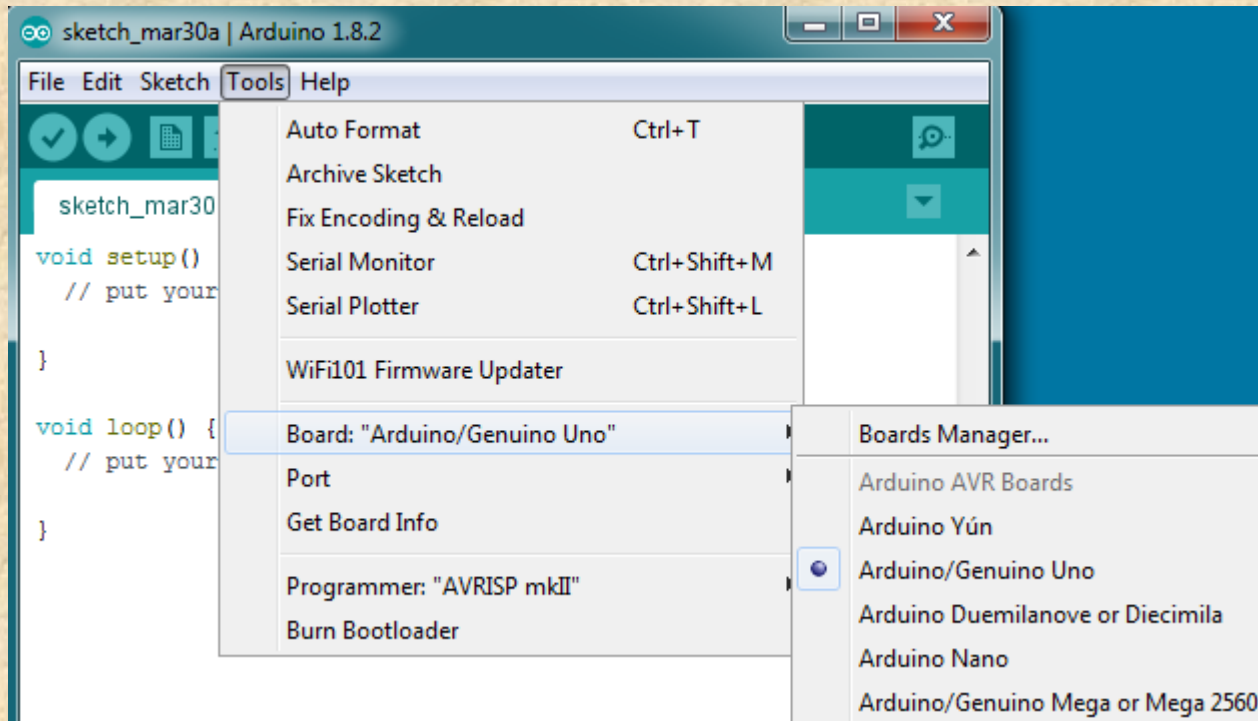 sketch_mar30a | Arduino 1.8.2
File Edit Sketch Tools Help
sketch_mar30
void setup()
// put your
}
void loop() {
// put your
}
Auto Format Ctrl+T
Archive Sketch
Fix Encoding & Reload
Serial Monitor Ctrl+Shift+M
Serial Plotter Ctrl+Shift+L
WiFi101 Firmware Updater
Board: "Arduino/Genuino Uno"
Port
Get Board Info
Programmer: "AVRISP mkII"
Burn Bootloader
Boards Manager...
Arduino AVR Boards
Arduino Yún
Arduino/Genuino Uno
Arduino Duemilanove or Diecimila
Arduino Nano
Arduino/Genuino Mega or Mega 2560